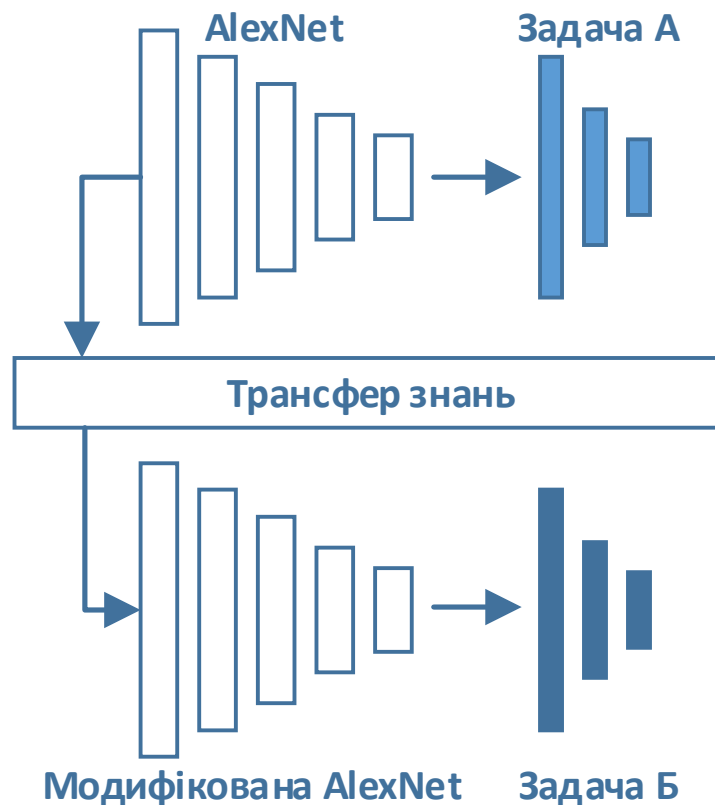 AlexNet
Задача А
Трансфер знань
Модифікована AlexNet
Задача Б